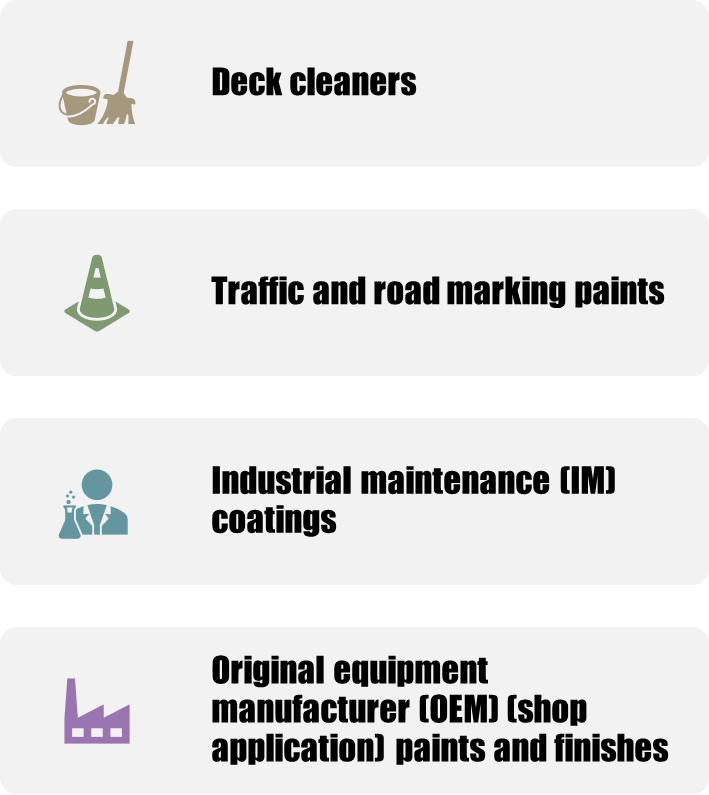 Deck cleaners
Traffic and road marking paints
Industrial maintenance (IM)
coatings
Original equipment
manufacturer (OEM) (shop
application) paints and finishes